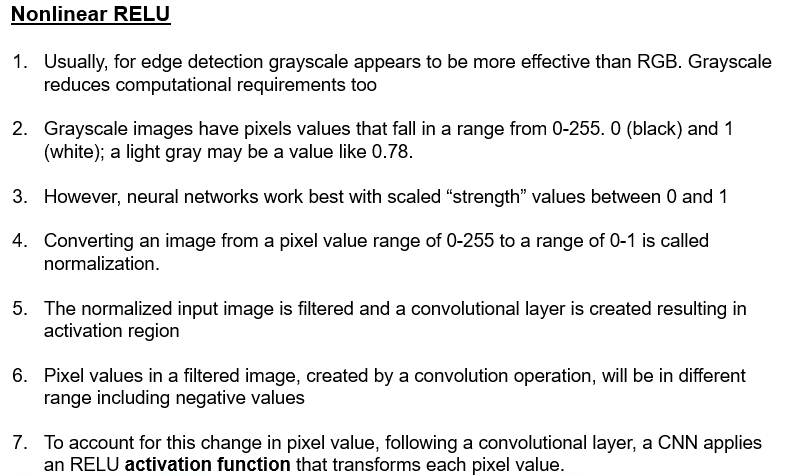 Nonlinear RELU
1. Usually, for edge detection grayscale appears to be more effective than RGB. Grayscale
reduces computational requirements too
2. Grayscale images have pixels values that fall in a range from 0-255. 0 (black) and 1
(white); a light gray may be a value like 0.78.
3. However, neural networks work best with scaled “strength” values between 0 and 1
4. Converting an image from a pixel value range of 0-255 to a range of 0-1 is called
normalization.
5. The normalized input image is filtered and a convolutional layer is created resulting in
activation region
6. Pixel values in a filtered image, created by a convolution operation, will be in different
range including negative values
7. To account for this change in pixel value, following a convolutional layer, a CNN applies
an RELU activation function that transforms each pixel value.